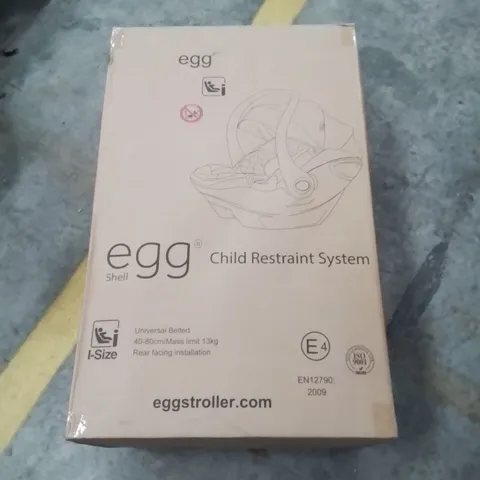 egg
i
egg®
Shell
Child Restraint System
i-Size
Universal Belted
40-80cm/Mass limit 13kg
Rear facing installation
E4
ISO
9001
EN12790:
2009
eggstroller.com